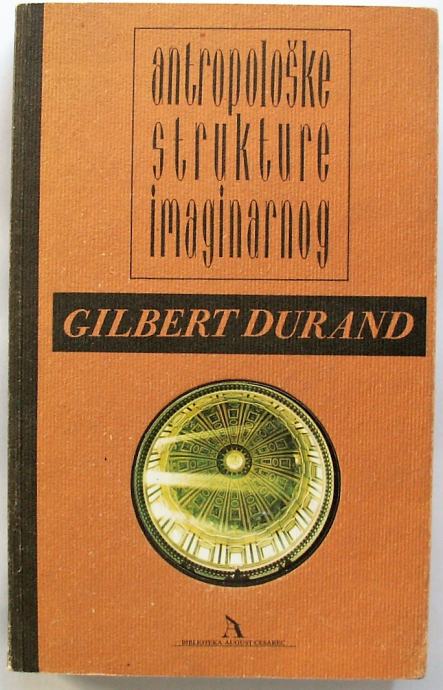 antropološke
strukture
imaginarnog
GILBERT DURAND
A
BIBLIOTEKA AUGUST CESAREC